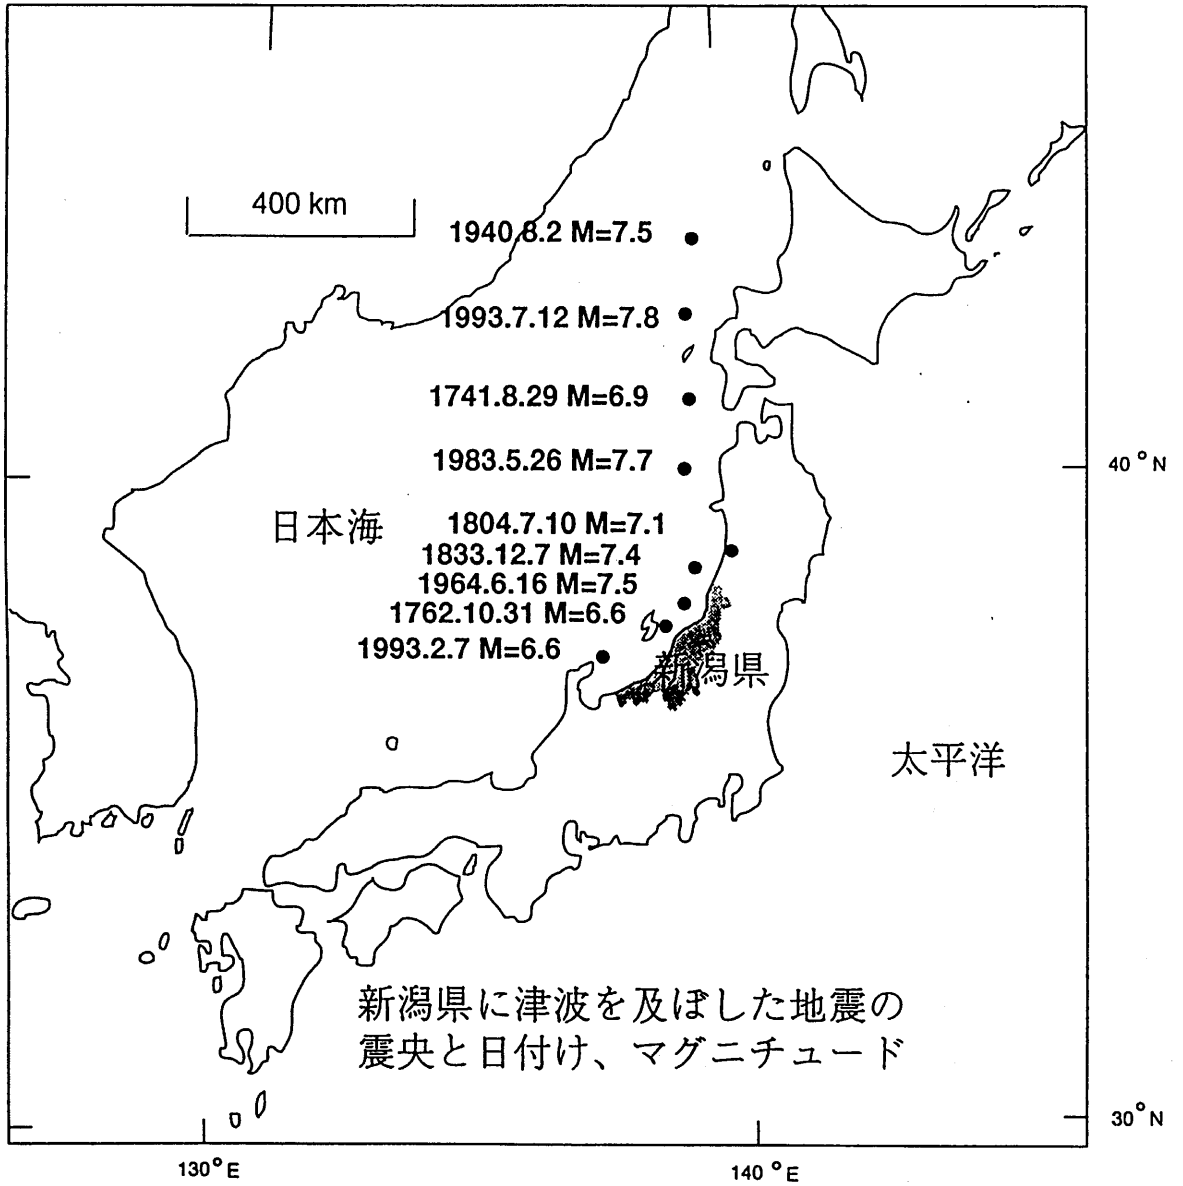 400 km
1940.8.2 M=7.5
1993.7.12 M=7.8
1741.8.29 M=6.9
1983.5.26 M=7.7
40°N
日本海
1804.7.10 M=7.1
1833.12.7 M=7.4
1964.6.16 M=7.5
1762.10.31 M=6.6
1993.2.7 M=6.6
新潟県
太平洋
新潟県に津波を及ぼした地震の
震央と日付け、マグニチュード
30°N
130°E
140°E